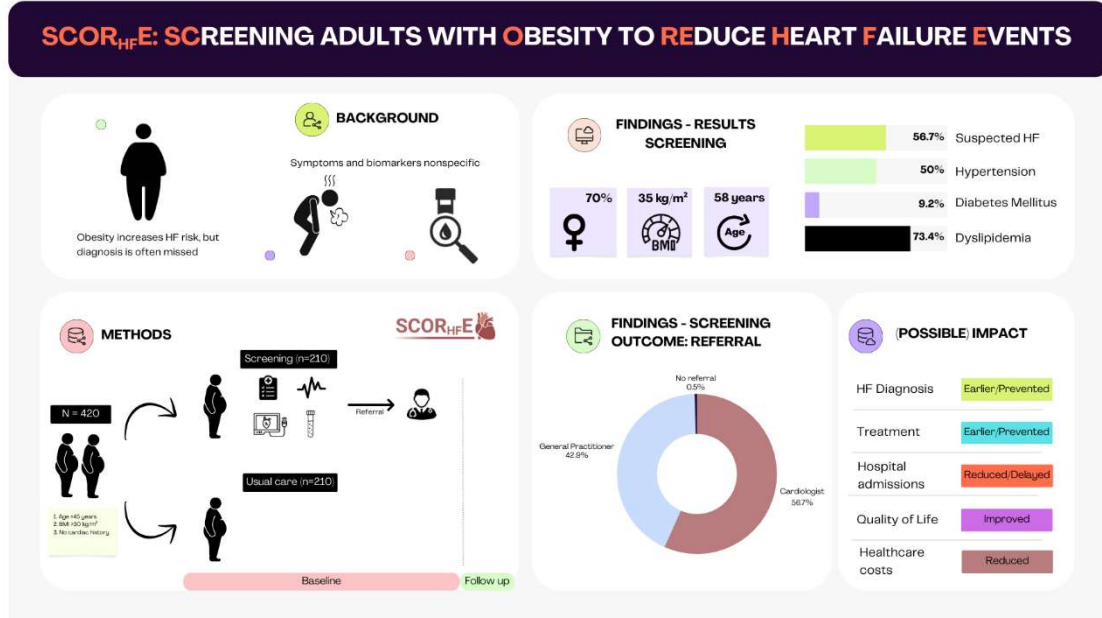 SCORHFE: SCREENING ADULTS WITH OBESITY TO REDUCE HEART FAILURE EVENTS
BACKGROUND
Symptoms and biomarkers nonspecific
Obesity increases HF risk, but
diagnosis is often missed
FINDINGS - RESULTS
SCREENING
70%
35 kg/m²
BMI
58 years
Age
56.7% Suspected HF
50% Hypertension
9.2% Diabetes Mellitus
73.4% Dyslipidemia
METHODS
SCORHFE
Screening (n=210)
N = 420
Referral
Usual care (n=210)
1. Age >45 years
2. BMI >30 kg/m²
3. No cardiac history
Baseline
Follow up
FINDINGS - SCREENING
OUTCOME: REFERRAL
No referral
0.5%
General Practitioner
42.9%
Cardiologist
56.7%
(POSSIBLE) IMPACT
HF Diagnosis Earlier/Prevented
Treatment Earlier/Prevented
Hospital
admissions Reduced/Delayed
Quality of Life Improved
Healthcare
costs Reduced